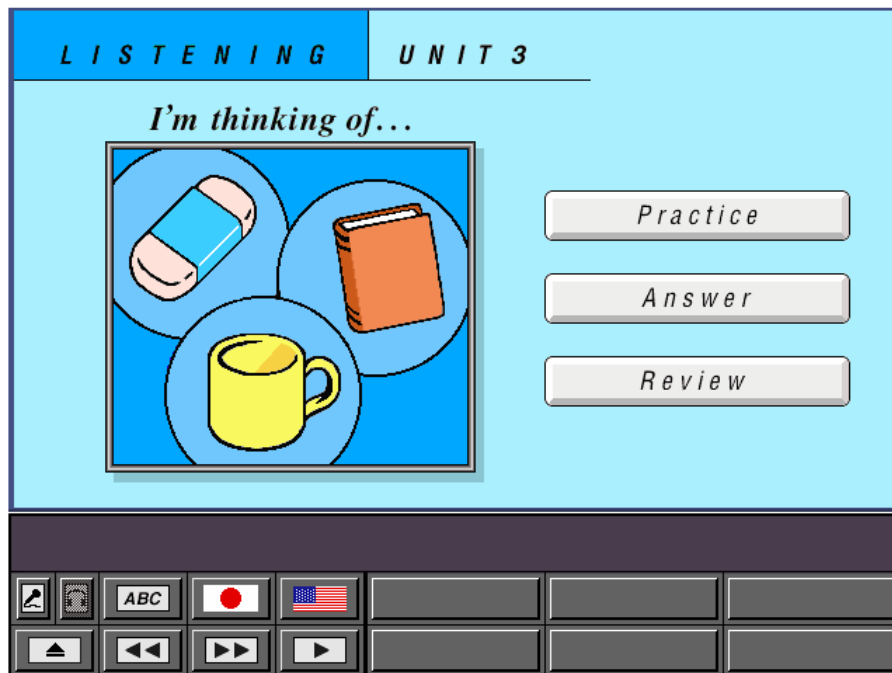 LISTENING UNIT 3
I'm thinking of...
Practice
Answer
Review
ABC